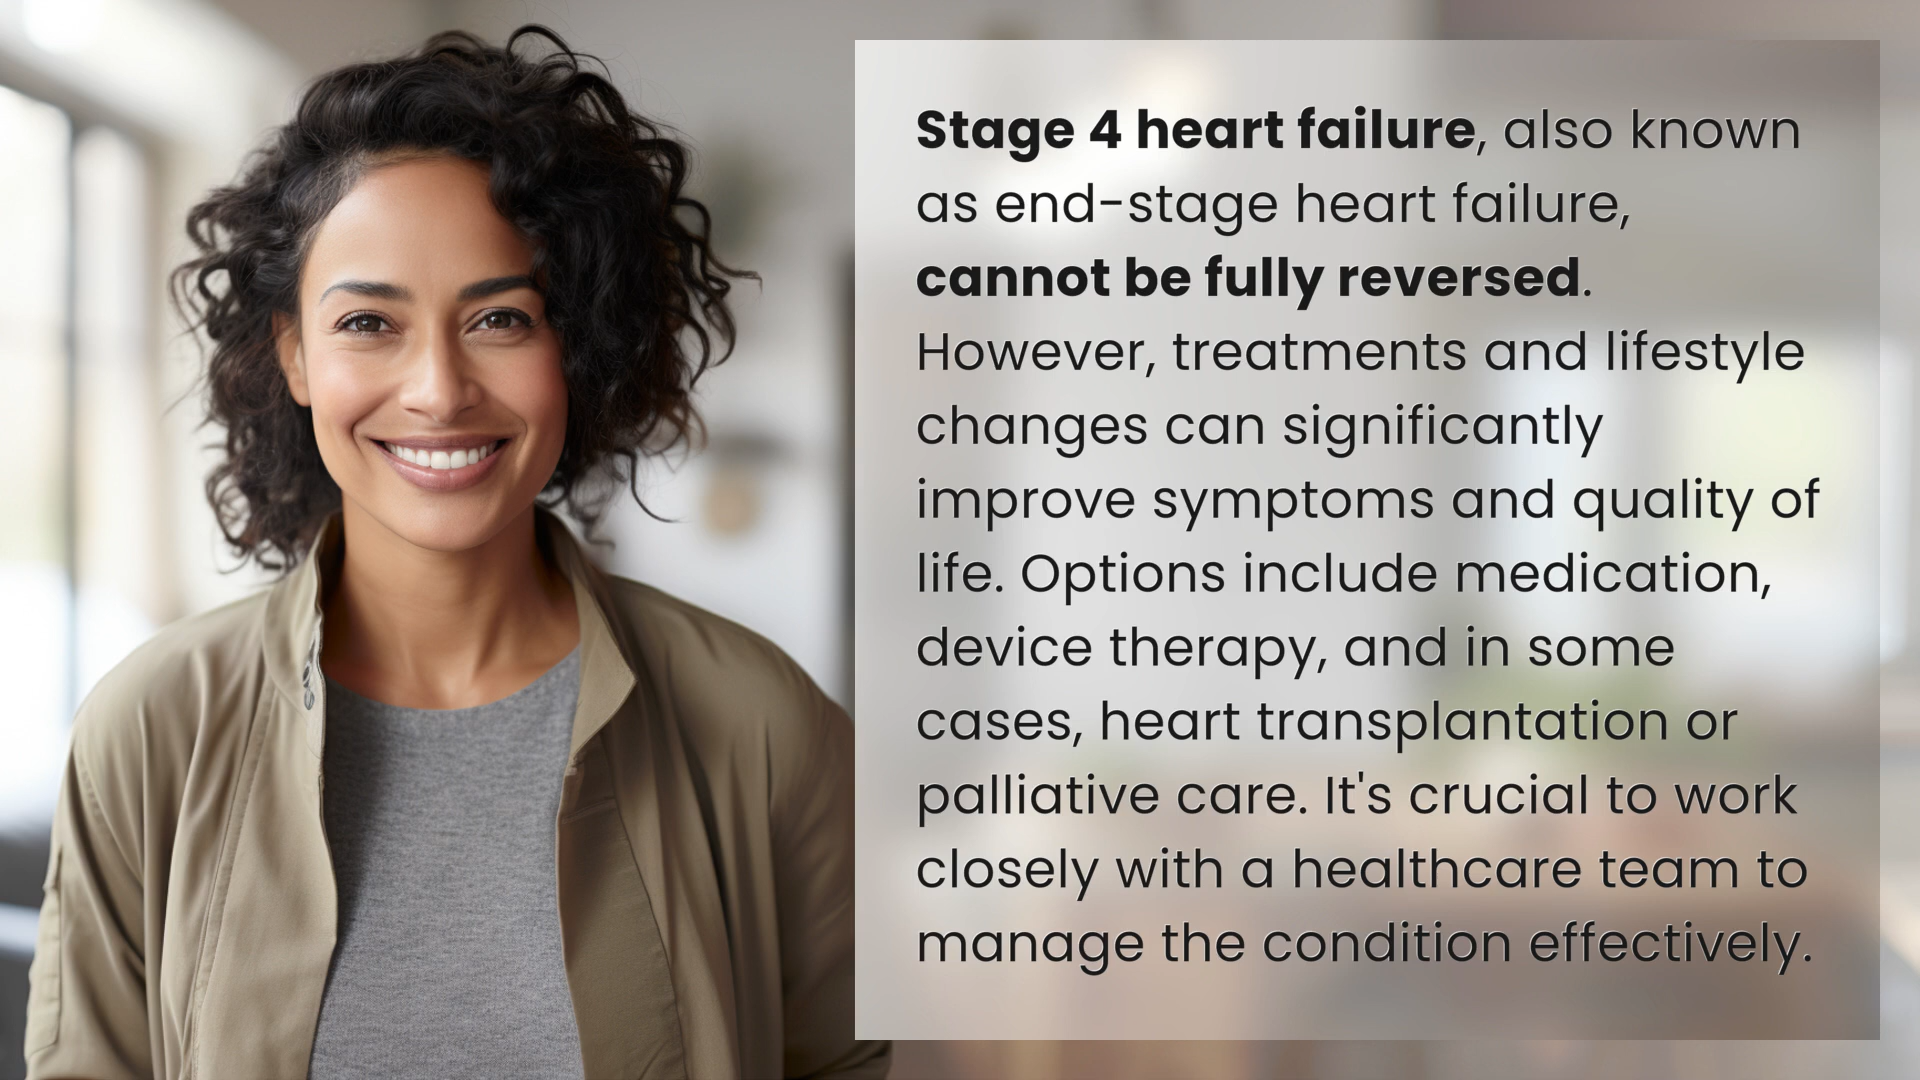 Stage 4 heart failure, also known
as end-stage heart failure,
cannot be fully reversed.
However, treatments and lifestyle
changes can significantly
improve symptoms and quality of
life. Options include medication,
device therapy, and in some
cases, heart transplantation or
palliative care. It's crucial to work
closely with a healthcare team to
manage the condition effectively.